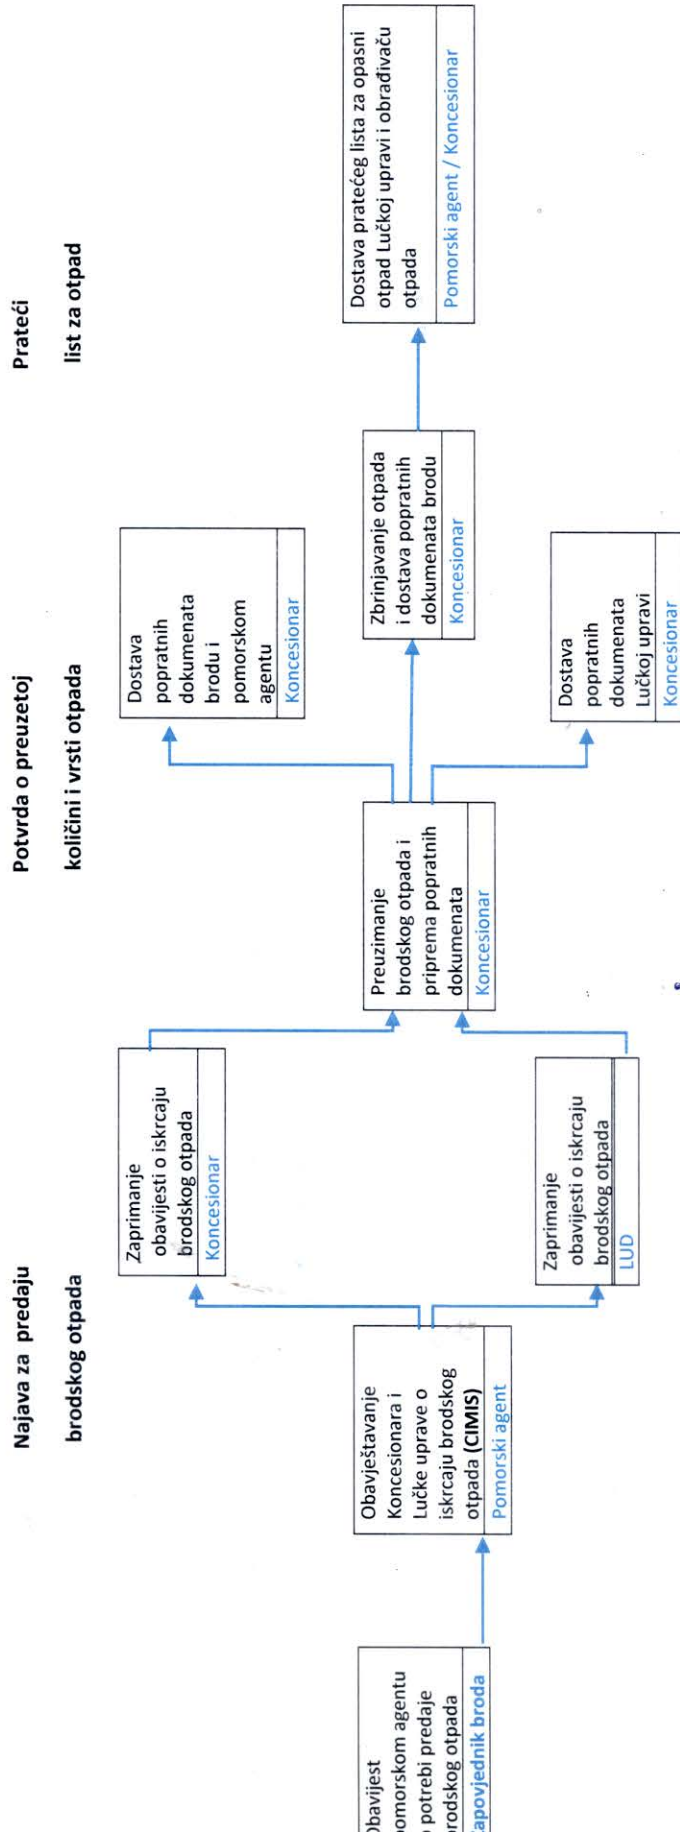 Najava za predaju
brodskog otpada
Potvrda o preuzetoj
količini i vrsti otpada
Prateći
list za otpad
Obavijest
pomorskom agentu
potrebi predaje
brodskog otpada
Zapovjednik broda
Obavještavanje
Koncesionara i
Lučke uprave o
iskrcaju brodskog
otpada (CIMIS)
Pomorski agent
Zaprimanje
obavijesti o iskrcaju
brodskog otpada
Koncesionar
Zaprimanje
obavijesti o iskrcaju
brodskog otpada
LUD
Preuzimanje
brodskog otpada i
priprema popratnih
dokumenata
Koncesionar
Dostava
popratnih
dokumenata
brodu i
pomorskom
agentu
Koncesionar
Zbrinjavanje otpada
i dostava popratnih
dokumenata brodu
Koncesionar
Dostava
popratnih
dokumenata
Lučkoj upravi
Koncesionar
Dostava pratećeg lista za opasni
otpad Lučkoj upravi i obrađivaču
otpada
Pomorski agent / Koncesionar